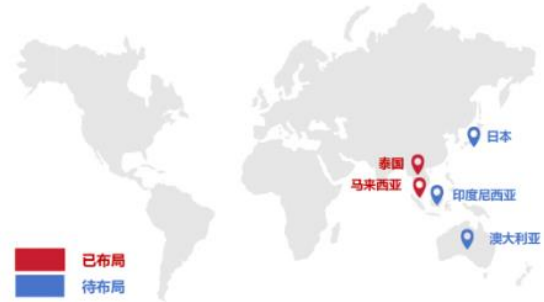 日本
泰国
马来西亚
印度尼西亚
澳大利亚
已布局
待布局